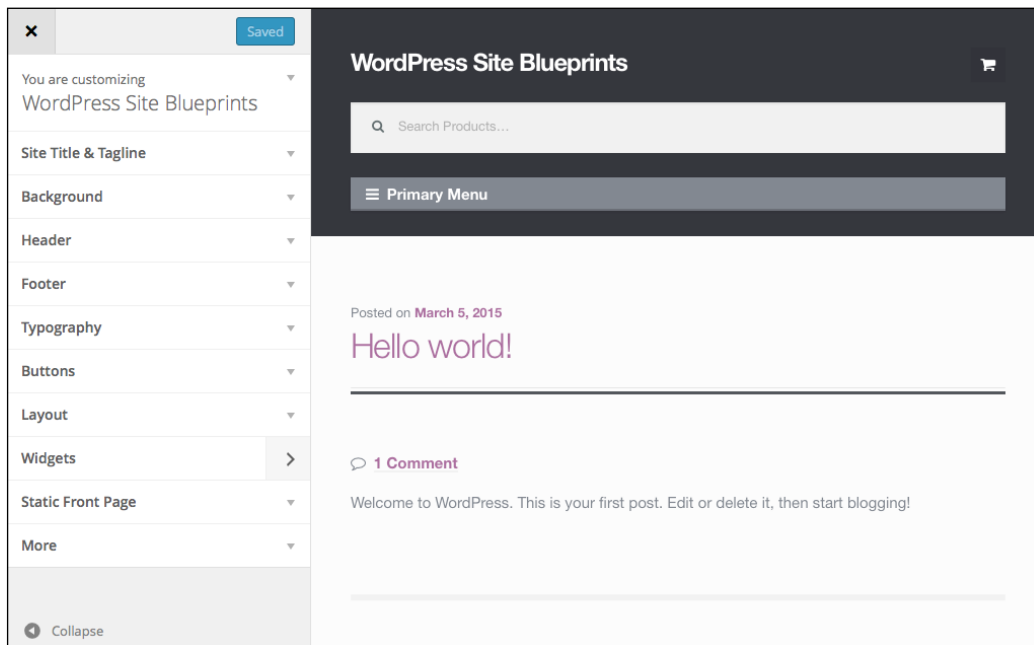 Saved
You are customizing
WordPress Site Blueprints
Site Title & Tagline
Background
Header
Footer
Typography
Buttons
Layout
Widgets
Static Front Page
More
Collapse
WordPress Site Blueprints
Search Products...
Primary Menu
Posted on March 5, 2015
Hello world!
1 Comment
Welcome to WordPress. This is your first post. Edit or delete it, then start blogging!